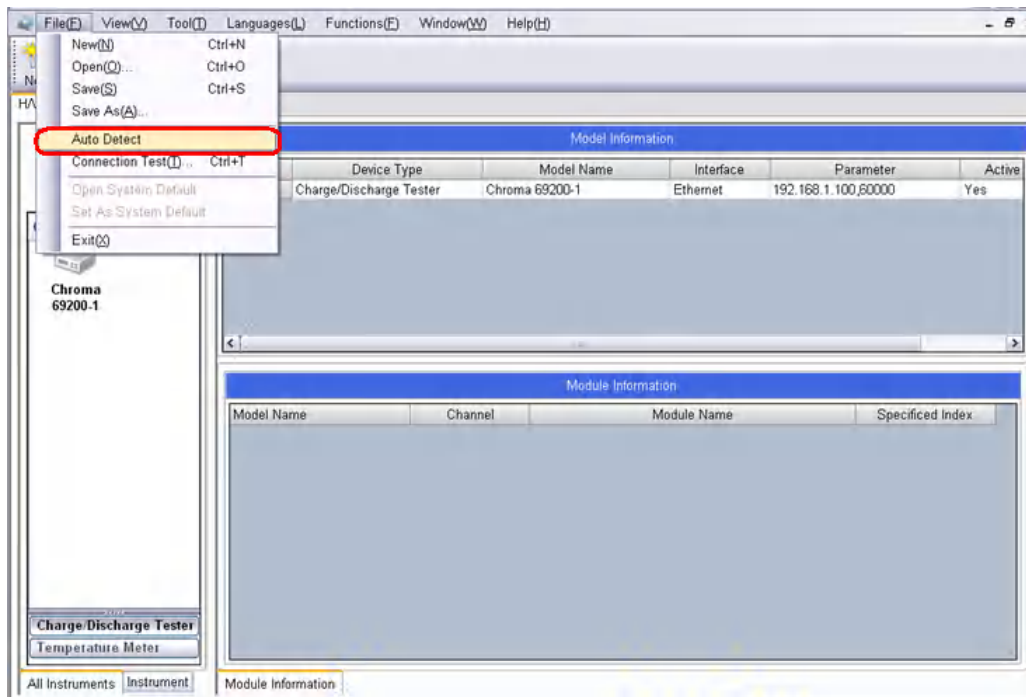 File(F) View(V) Tool(T) Languages(L) Functions(F) Window(W) Help(H)
New(N) Ctrl+N
Open(O)... Ctrl+O
Save(S) Ctrl+S
Save As(A)...
Auto Detect
Connection Test(T)... Ctrl+T
Open System Default
Set As System Default
Exit(X)
Model Information
Device Type Model Name Interface Parameter Active
Charge/Discharge Tester Chroma 69200-1 Ethernet 192.168.1.100,60000 Yes
Chroma
69200-1
Module Information
Model Name Channel Module Name Specificed Index
Charge/Discharge Tester
Temperature Meter
All Instruments Instrument Module Information